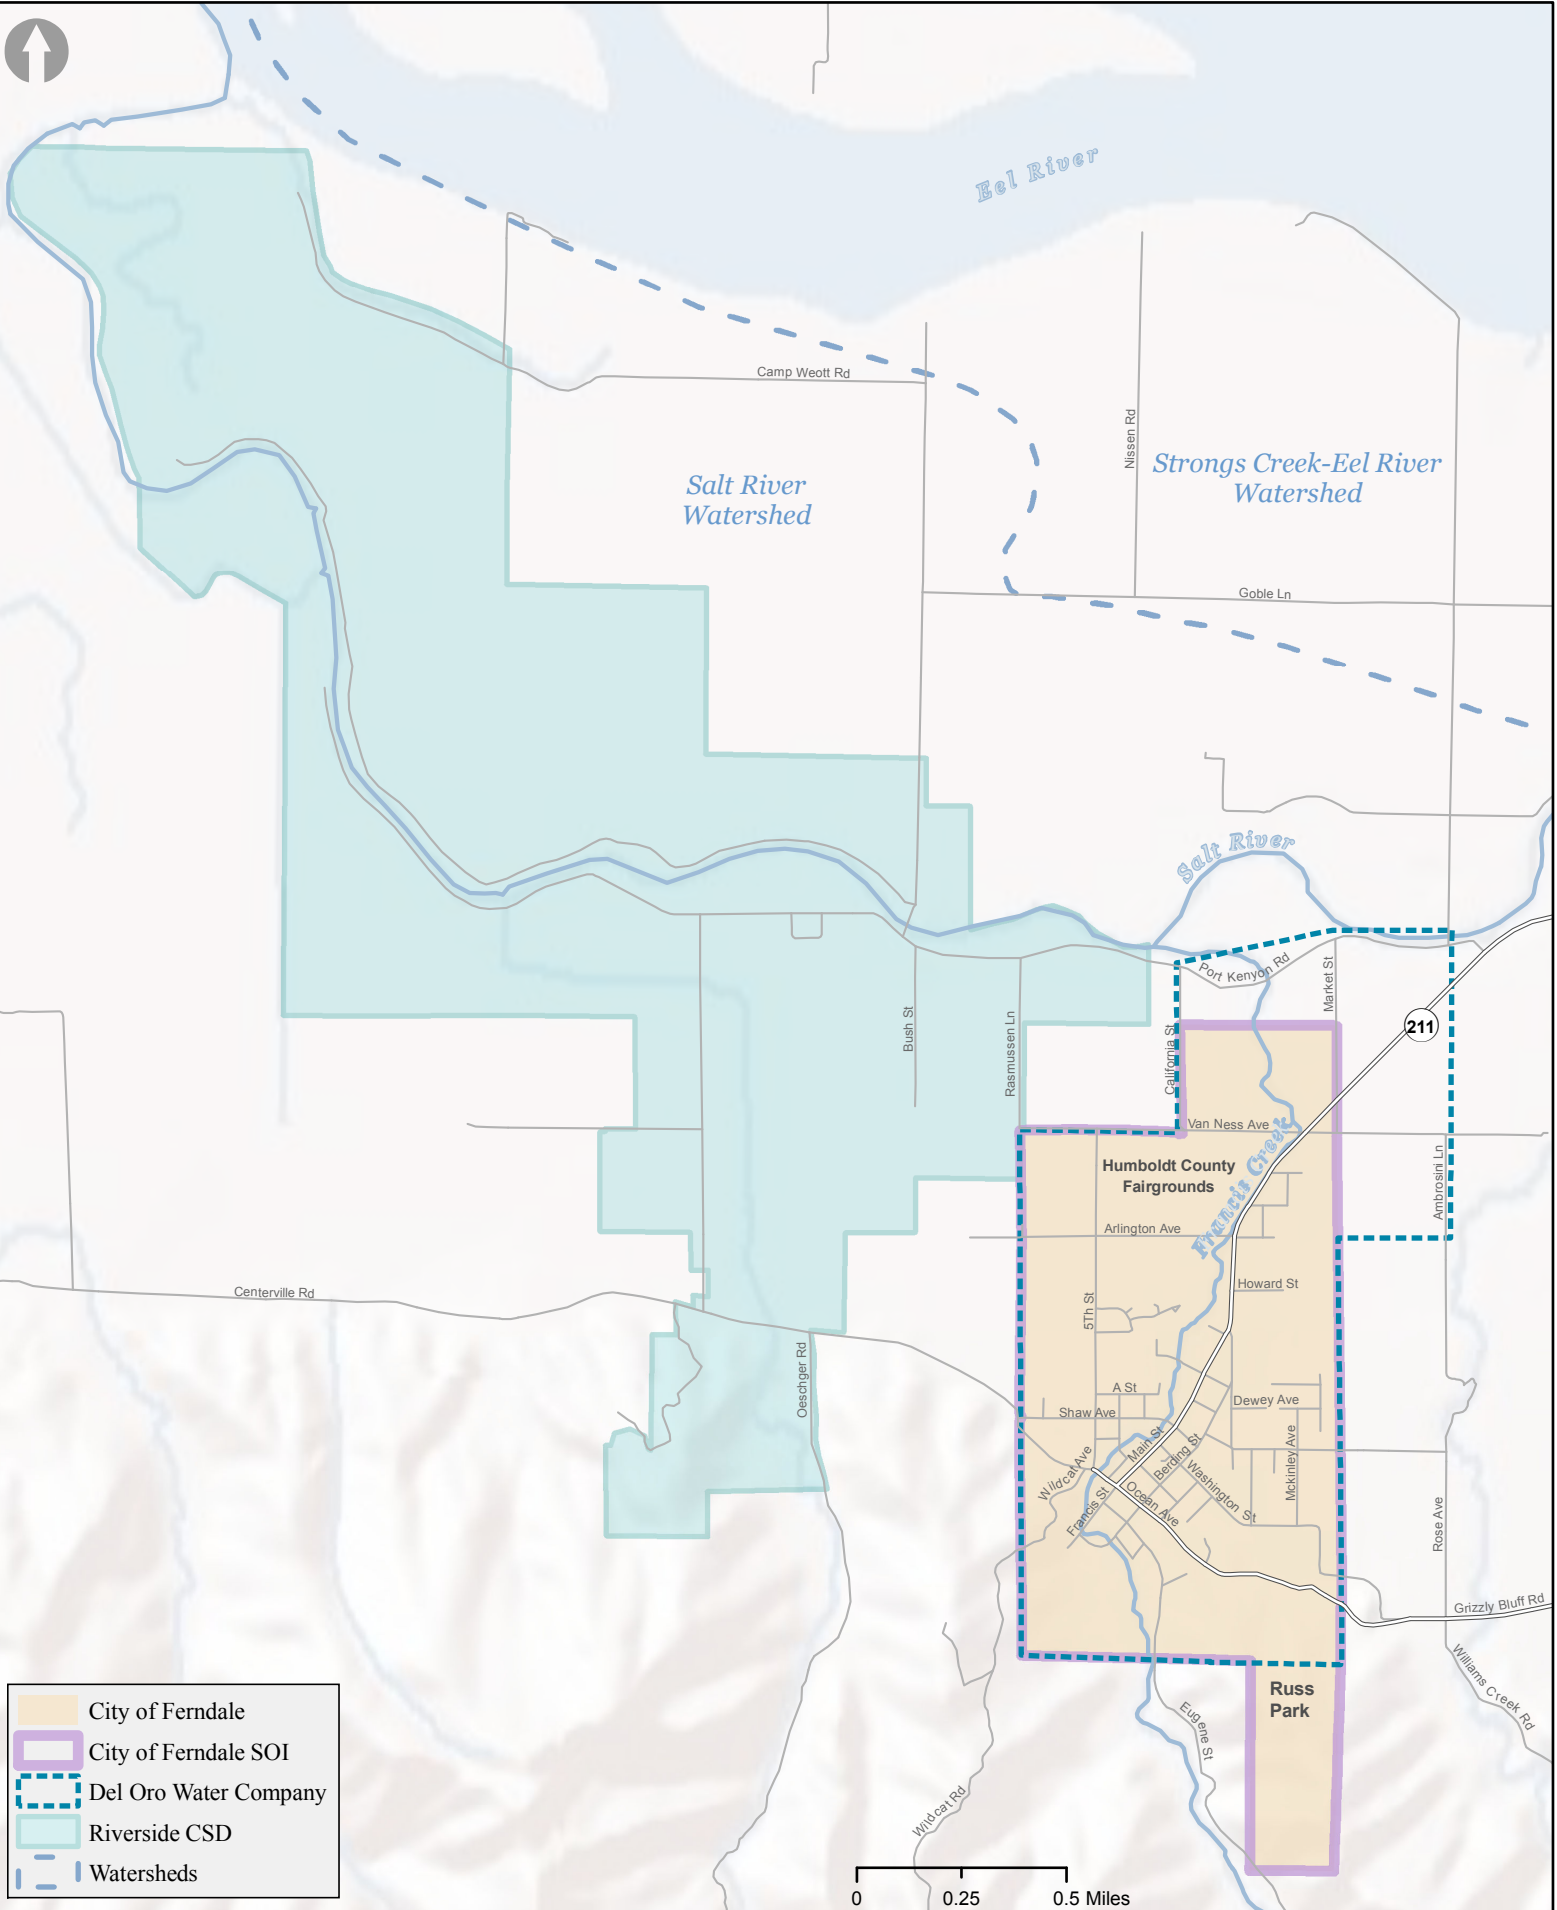 Eel River
Camp Weott Rd
Nissen Rd
Salt River
Watershed
Strongs Creek-Eel River
Watershed
Goble Ln
Salt River
Port Kenyon Rd
Market St
211
Bush St
Rasmussen Ln
California St
Van Ness Ave
Francis Creek
Humboldt County
Fairgrounds
Ambrosini Ln
Arlington Ave
Centerville Rd
Howard St
5Th St
Oeschger Rd
A St
Dewey Ave
Shaw Ave
Main St
Berding St
Mckinley Ave
Wildcat Ave
Washington St
Ocean Ave
Francis St
Rose Ave
Grizzly Bluff Rd
Williams Creek Rd
Russ
Park
Eugene St
Wildcat Rd
City of Ferndale
City of Ferndale SOI
Del Oro Water Company
Riverside CSD
Watersheds
0 0.25 0.5 Miles